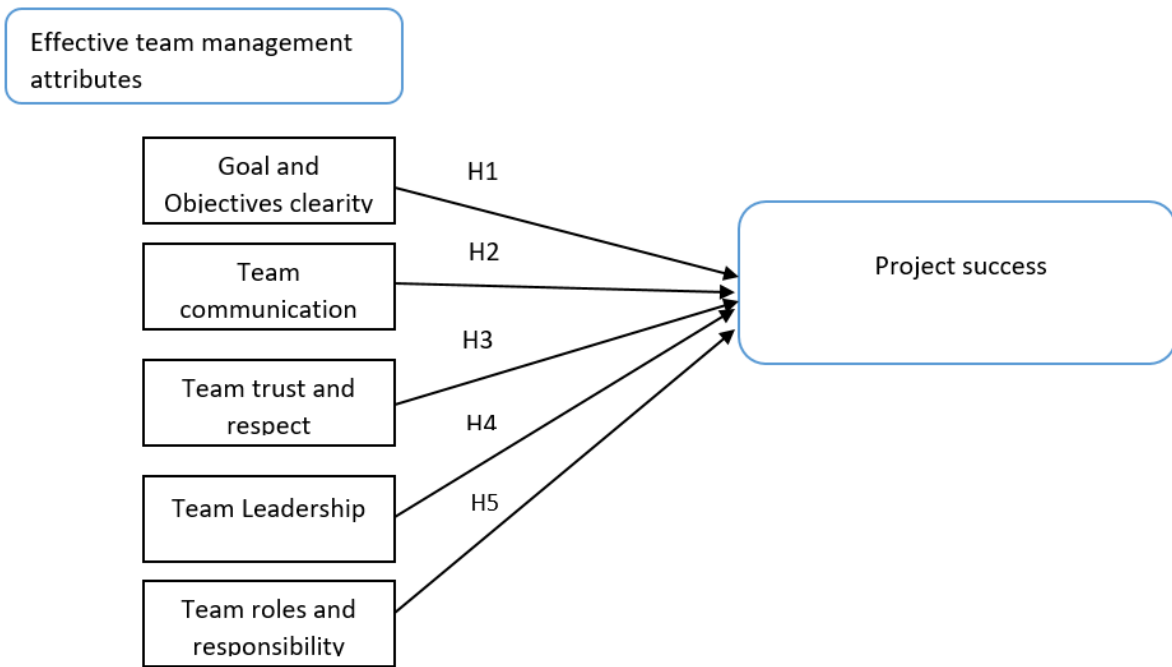 Effective team management
attributes
Goal and
Objectives clearity
H1
Team
communication
H2
Project success
Team trust and
respect
H3
Team Leadership
H4
Team roles and
responsibility
H5